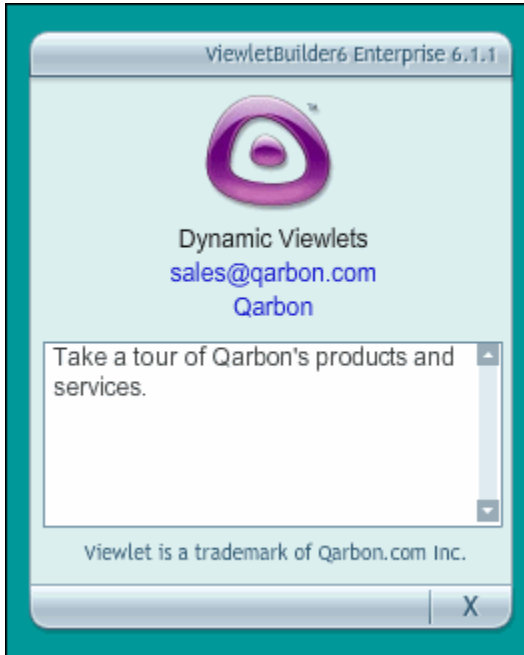 ViewletBuilder6 Enterprise 6.1.1
TM
Dynamic Viewlets
sales@qarbon.com
Qarbon
Take a tour of Qarbon's products and
services.
Viewlet is a trademark of Qarbon.com Inc.
X